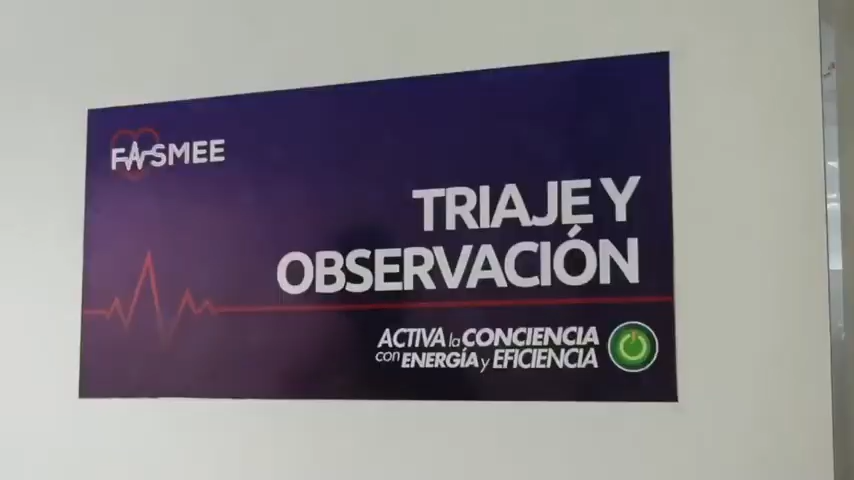 FASMEE
TRIAJE Y
OBSERVACIÓN
ACTIVA la CONCIENCIA
con ENERGÍA y EFICIENCIA